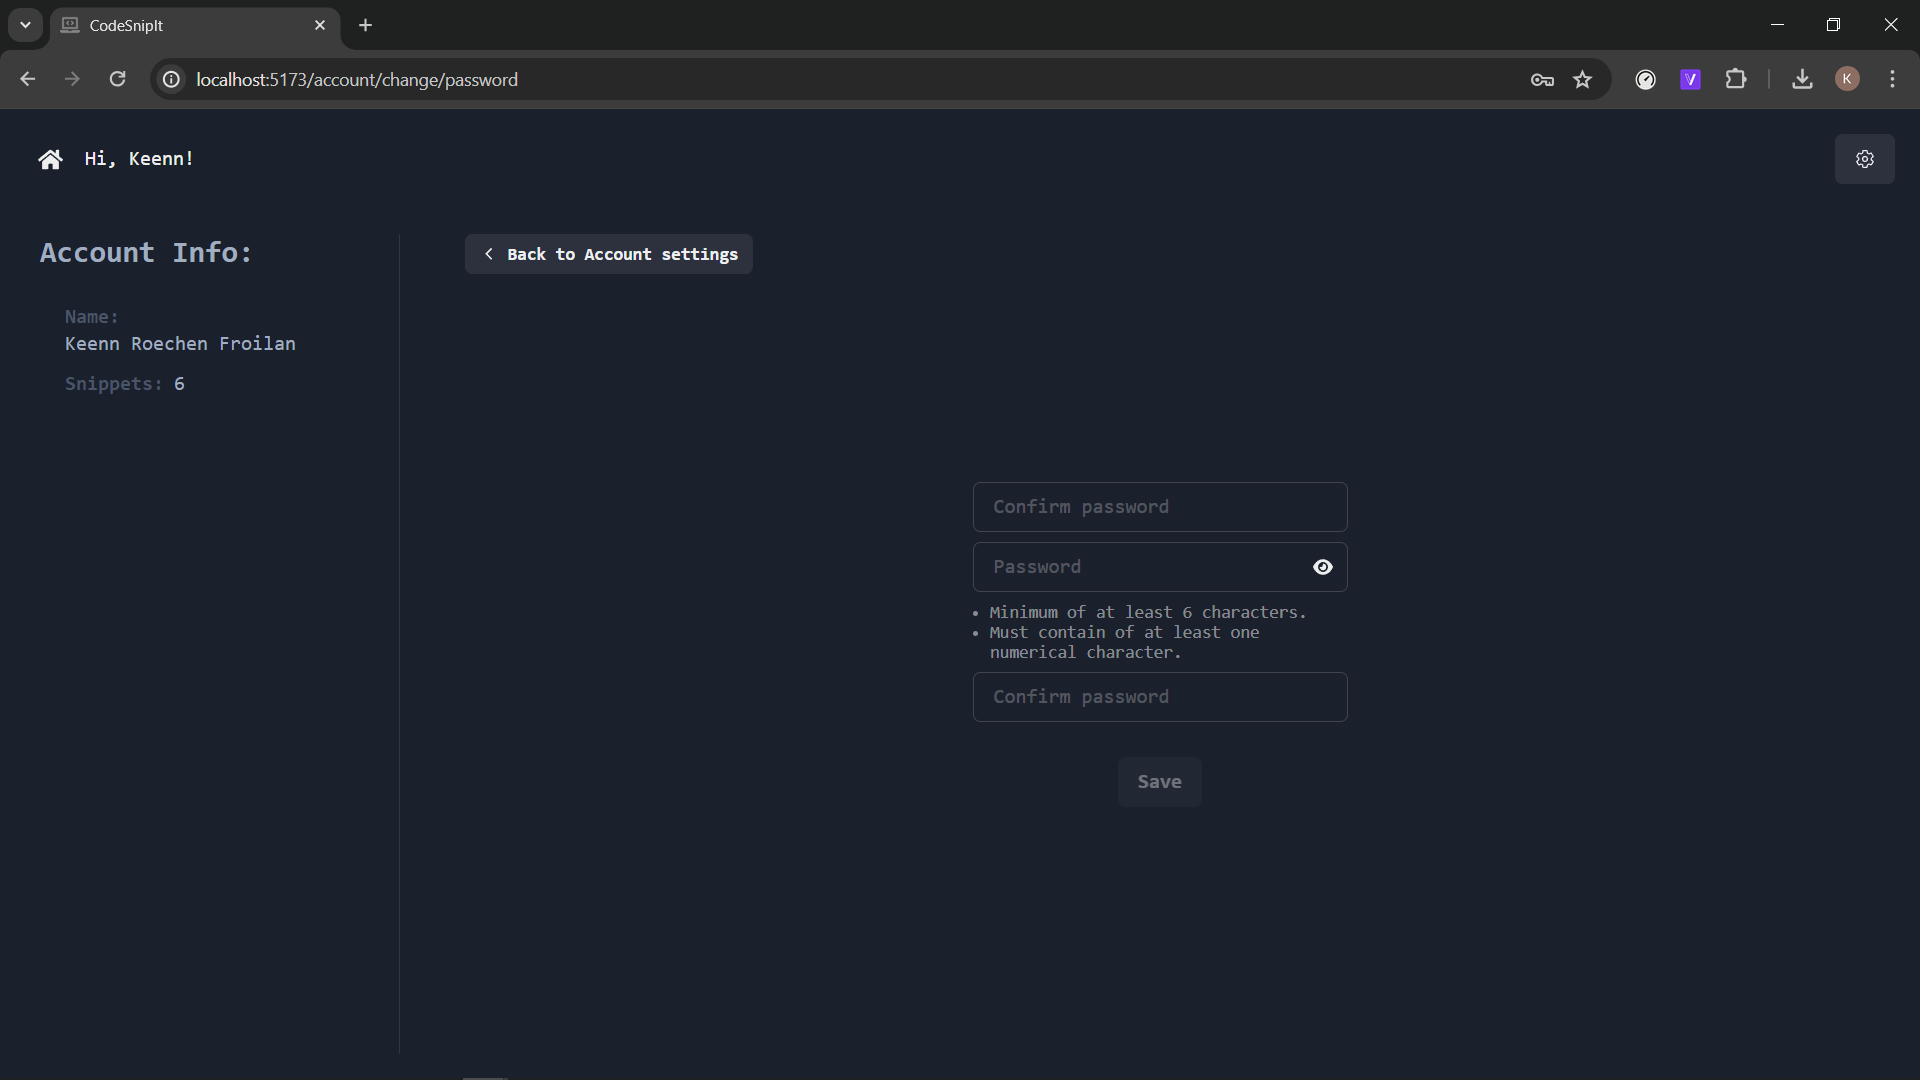 CodeSnipIt
localhost:5173/account/change/password
K
Hi, Keenn!
Account Info:
Name:
Keenn Roechen Froilan
Snippets: 6
Back to Account settings
Confirm password
Password
• Minimum of at least 6 characters.
• Must contain of at least one
numerical character.
Confirm password
Save